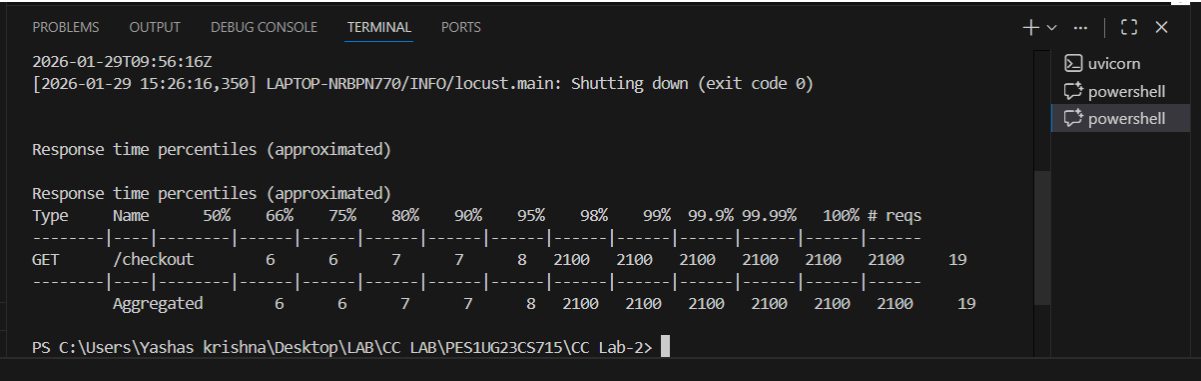 PROBLEMS OUTPUT DEBUG CONSOLE TERMINAL PORTS
2026-01-29T09:56:16Z
[2026-01-29 15:26:16,350] LAPTOP-NRBPN770/INFO/locust.main: Shutting down (exit code 0)
Response time percentiles (approximated)
Response time percentiles (approximated)
Type Name 50% 66% 75% 80% 90% 95% 98% 99% 99.9% 99.99% 100% # reqs
--------|----|--------|------|------|------|------|------|------|------|------|------|------
GET /checkout 6 6 7 7 8 2100 2100 2100 2100 2100 2100 19
--------|----|--------|------|------|------|------|------|------|------|------|------|------
Aggregated 6 6 7 7 8 2100 2100 2100 2100 2100 2100 19
PS C:\Users\Yashas krishna\Desktop\LAB\CC LAB\PES1UG23CS715\CC Lab-2>
uvicorn
powershell
powershell